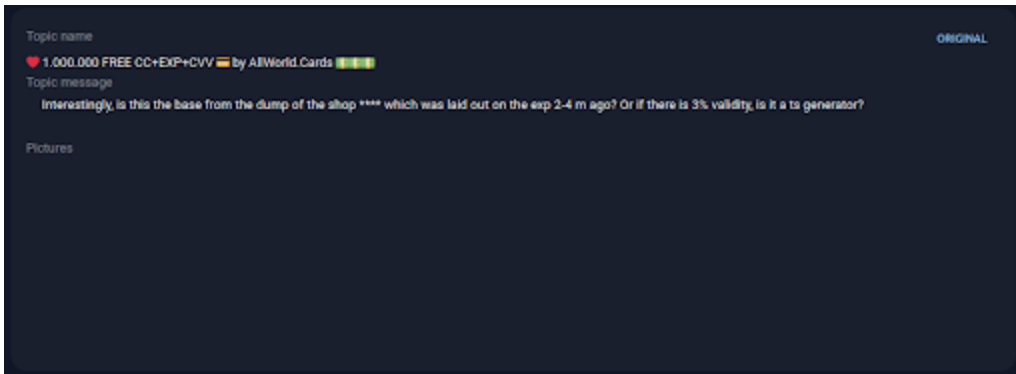 Topic name
ORIGINAL
❤️ 1.000.000 FREE CC+EXP+CVV 💳 by AllWorld.Cards 💵💵💵
Topic message
Interestingly, is this the base from the dump of the shop **** which was laid out on the exp 2-4 m ago? Or if there is 3% validity, is it a ts generator?
Pictures